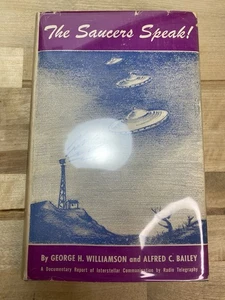 The Saucers Speak!
By GEORGE H. WILLIAMSON and ALFRED C. BAILEY
A Documentary Report of Interstellar Communication by Radio Telegraphy